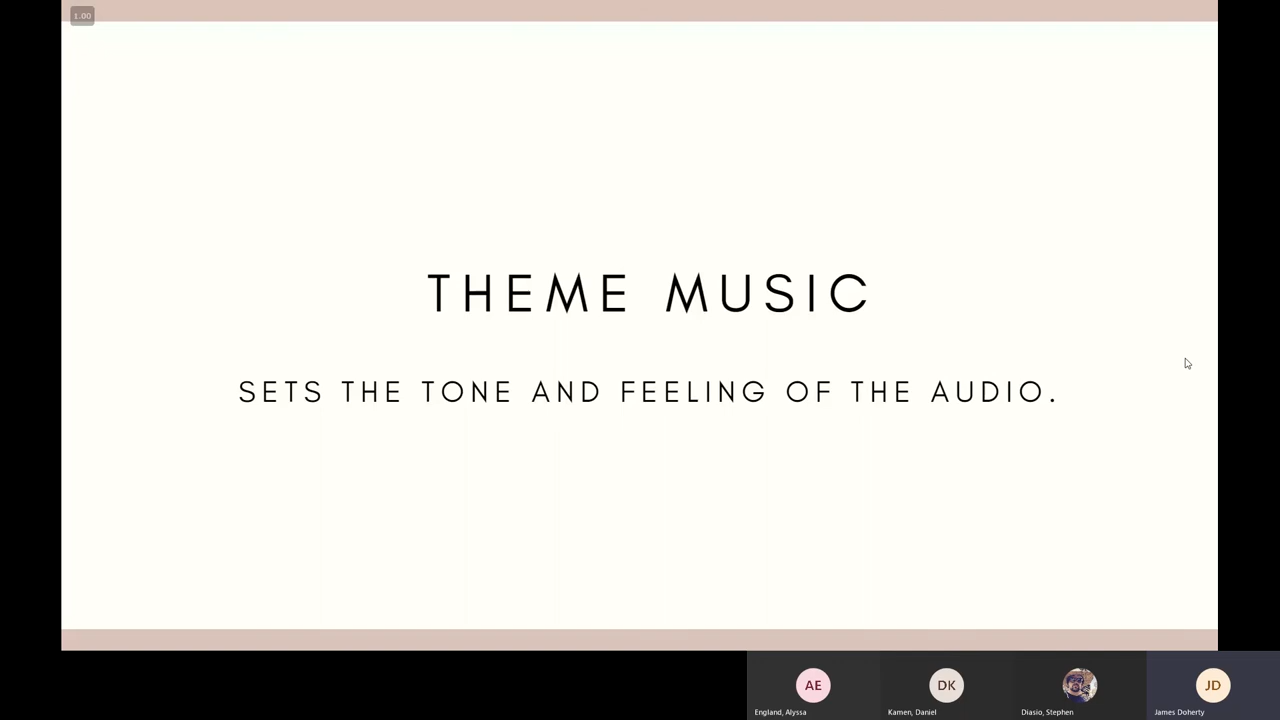 1.00
THEME MUSIC
SETS THE TONE AND FEELING OF THE AUDIO.
AE
DK
JD
England, Alyssa
Kamen, Daniel
Diasio, Stephen
James Doherty